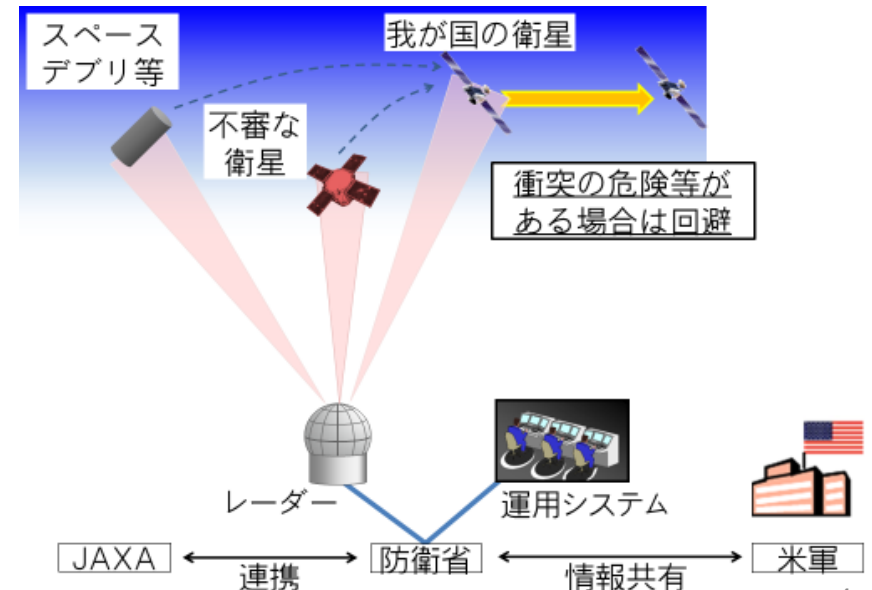 スペース
デブリ等
我が国の衛星
不審な
衛星
衝突の危険等が
ある場合は回避
レーダー
運用システム
JAXA
連携
防衛省
情報共有
米軍